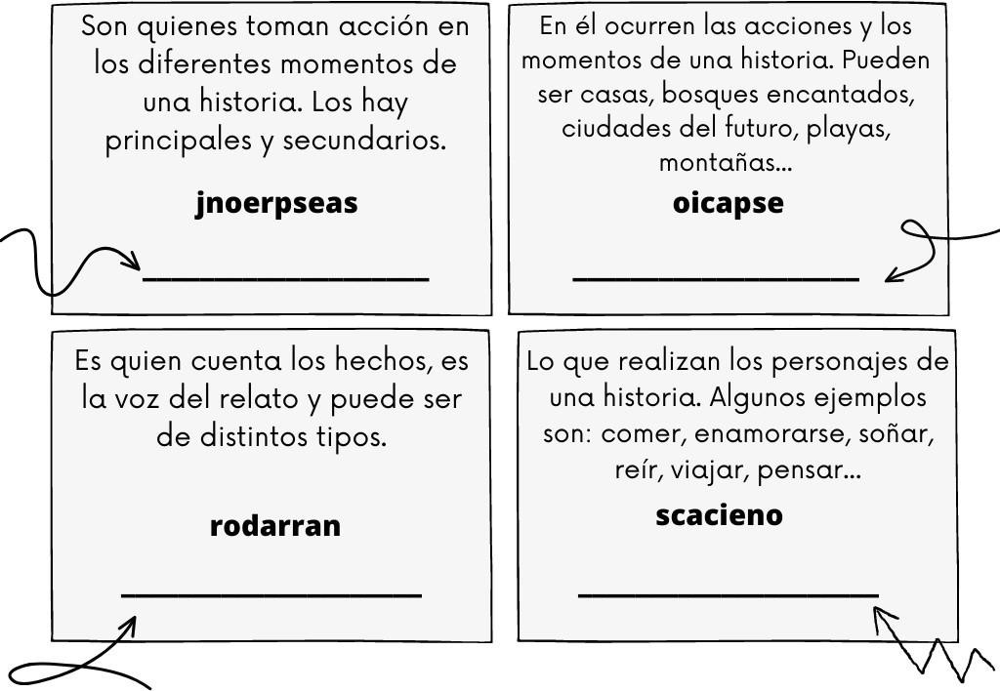 Son quienes toman acción en
los diferentes momentos de
una historia. Los hay
principales y secundarios.
jnoerpseas
En él ocurren las acciones y los
momentos de una historia. Pueden
ser casas, bosques encantados,
ciudades del futuro, playas,
montañas...
oicapse
Es quien cuenta los hechos, es
la voz del relato y puede ser
de distintos tipos.
rodarran
Lo que realizan los personajes de
una historia. Algunos ejemplos
son: comer, enamorarse, soñar,
reír, viajar, pensar...
scacieno